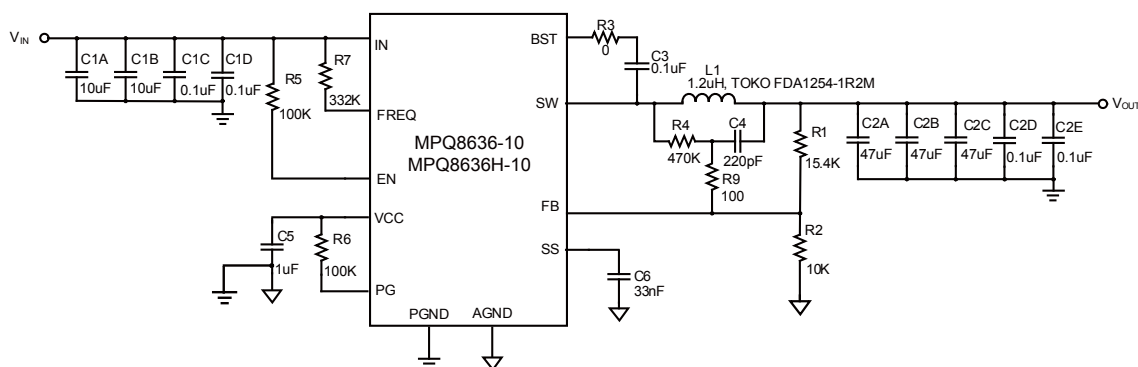 VIN
C1A
10uF
C1B
10uF
C1C
0.1uF
C1D
0.1uF
R5
100K
R7
332K
IN
FREQ
EN
VCC
PG
PGND
AGND
MPQ8636-10
MPQ8636H-10
BST
SW
FB
SS
R3
0
C3
0.1uF
L1
1.2uH, TOKO FDA1254-1R2M
R4
470K
C4
220pF
R9
100
R1
15.4K
R2
10K
C2A
47uF
C2B
47uF
C2C
47uF
C2D
0.1uF
C2E
0.1uF
VOUT
C5
1uF
R6
100K
C6
33nF